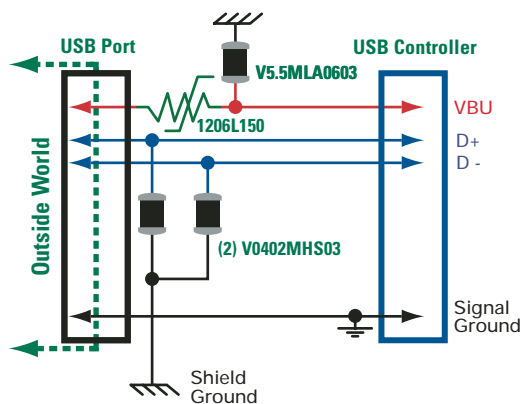 USB Port
V5.5MLA0603
USB Controller
VBU
1206L150
D+
D -
Outside World
(2) V0402MHS03
Signal
Ground
Shield
Ground